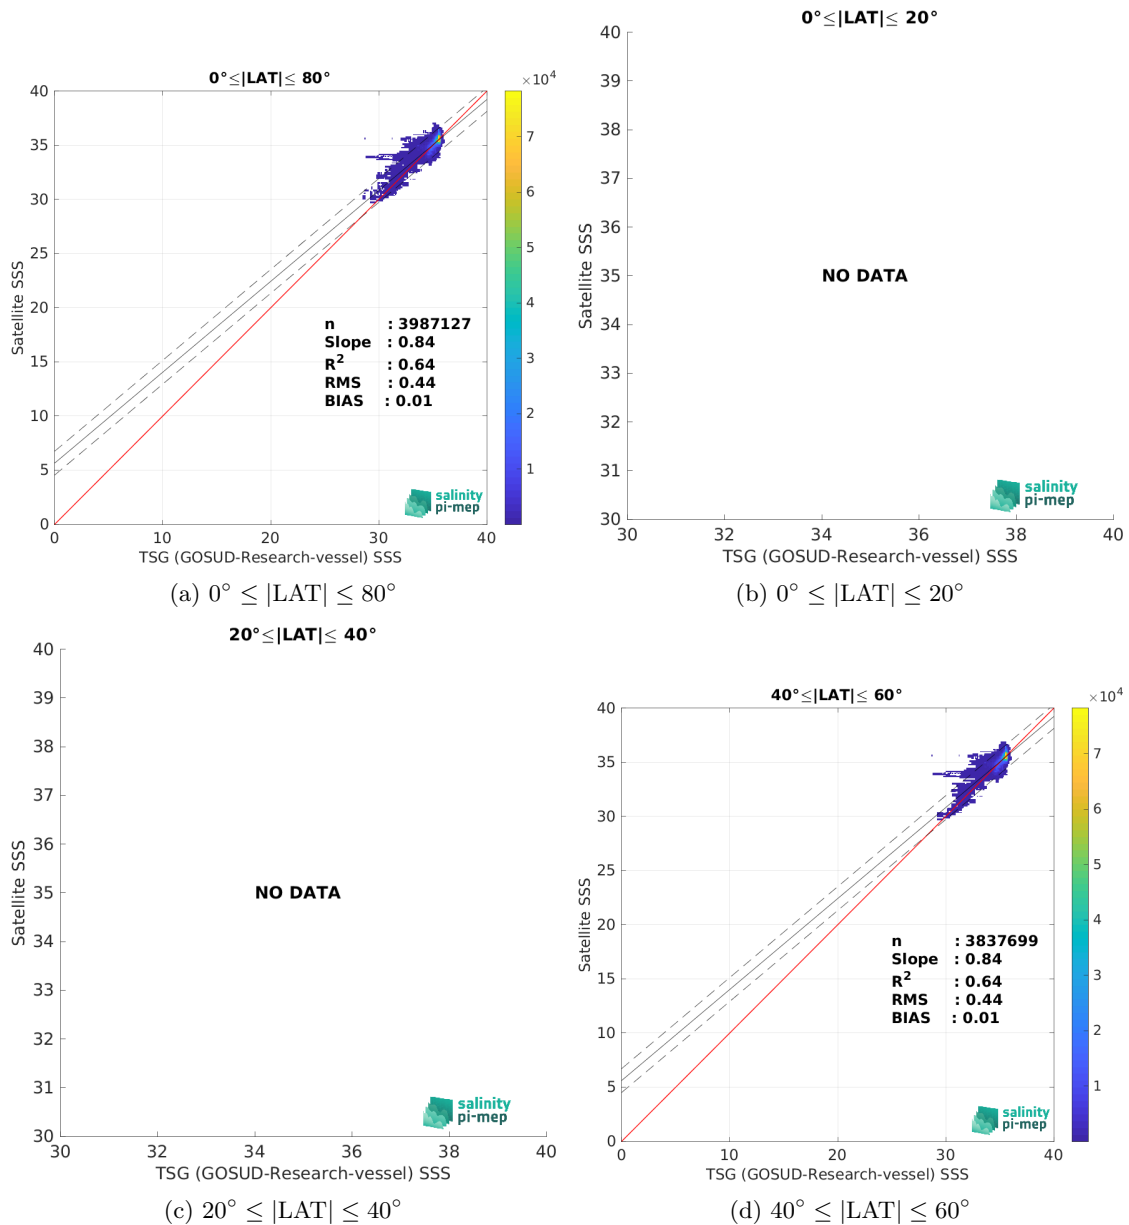 0°≤|LAT|≤ 80°
×10⁴
40
35
30
25
20
15
10
5
0
Satellite SSS
0
10
20
30
40
TSG (GOSUD-Research-vessel) SSS
7
6
5
4
3
2
1
n : 3987127
Slope : 0.84
R² : 0.64
RMS : 0.44
BIAS : 0.01
salinity
pi-mep
(a) 0° ≤ |LAT| ≤ 80°
0°≤|LAT|≤ 20°
40
39
38
37
36
35
34
33
32
31
30
Satellite SSS
NO DATA
salinity
pi-mep
30
32
34
36
38
40
TSG (GOSUD-Research-vessel) SSS
(b) 0° ≤ |LAT| ≤ 20°
20°≤|LAT|≤ 40°
40
39
38
37
36
35
34
33
32
31
30
Satellite SSS
NO DATA
salinity
pi-mep
30
32
34
36
38
40
TSG (GOSUD-Research-vessel) SSS
(c) 20° ≤ |LAT| ≤ 40°
40°≤|LAT|≤ 60°
×10⁴
40
35
30
25
20
15
10
5
0
Satellite SSS
0
10
20
30
40
TSG (GOSUD-Research-vessel) SSS
7
6
5
4
3
2
1
n : 3837699
Slope : 0.84
R² : 0.64
RMS : 0.44
BIAS : 0.01
salinity
pi-mep
(d) 40° ≤ |LAT| ≤ 60°